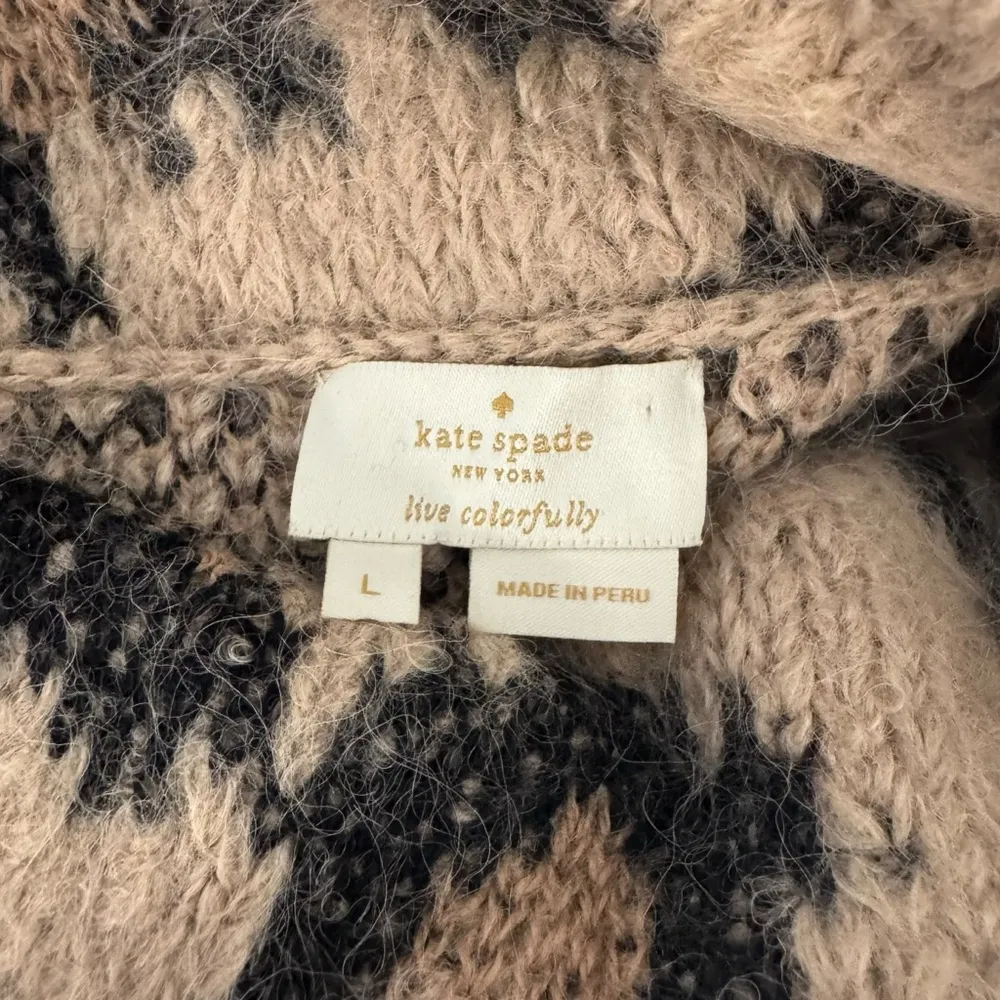 kate spade
NEW YORK
live colorfully
L
MADE IN PERU